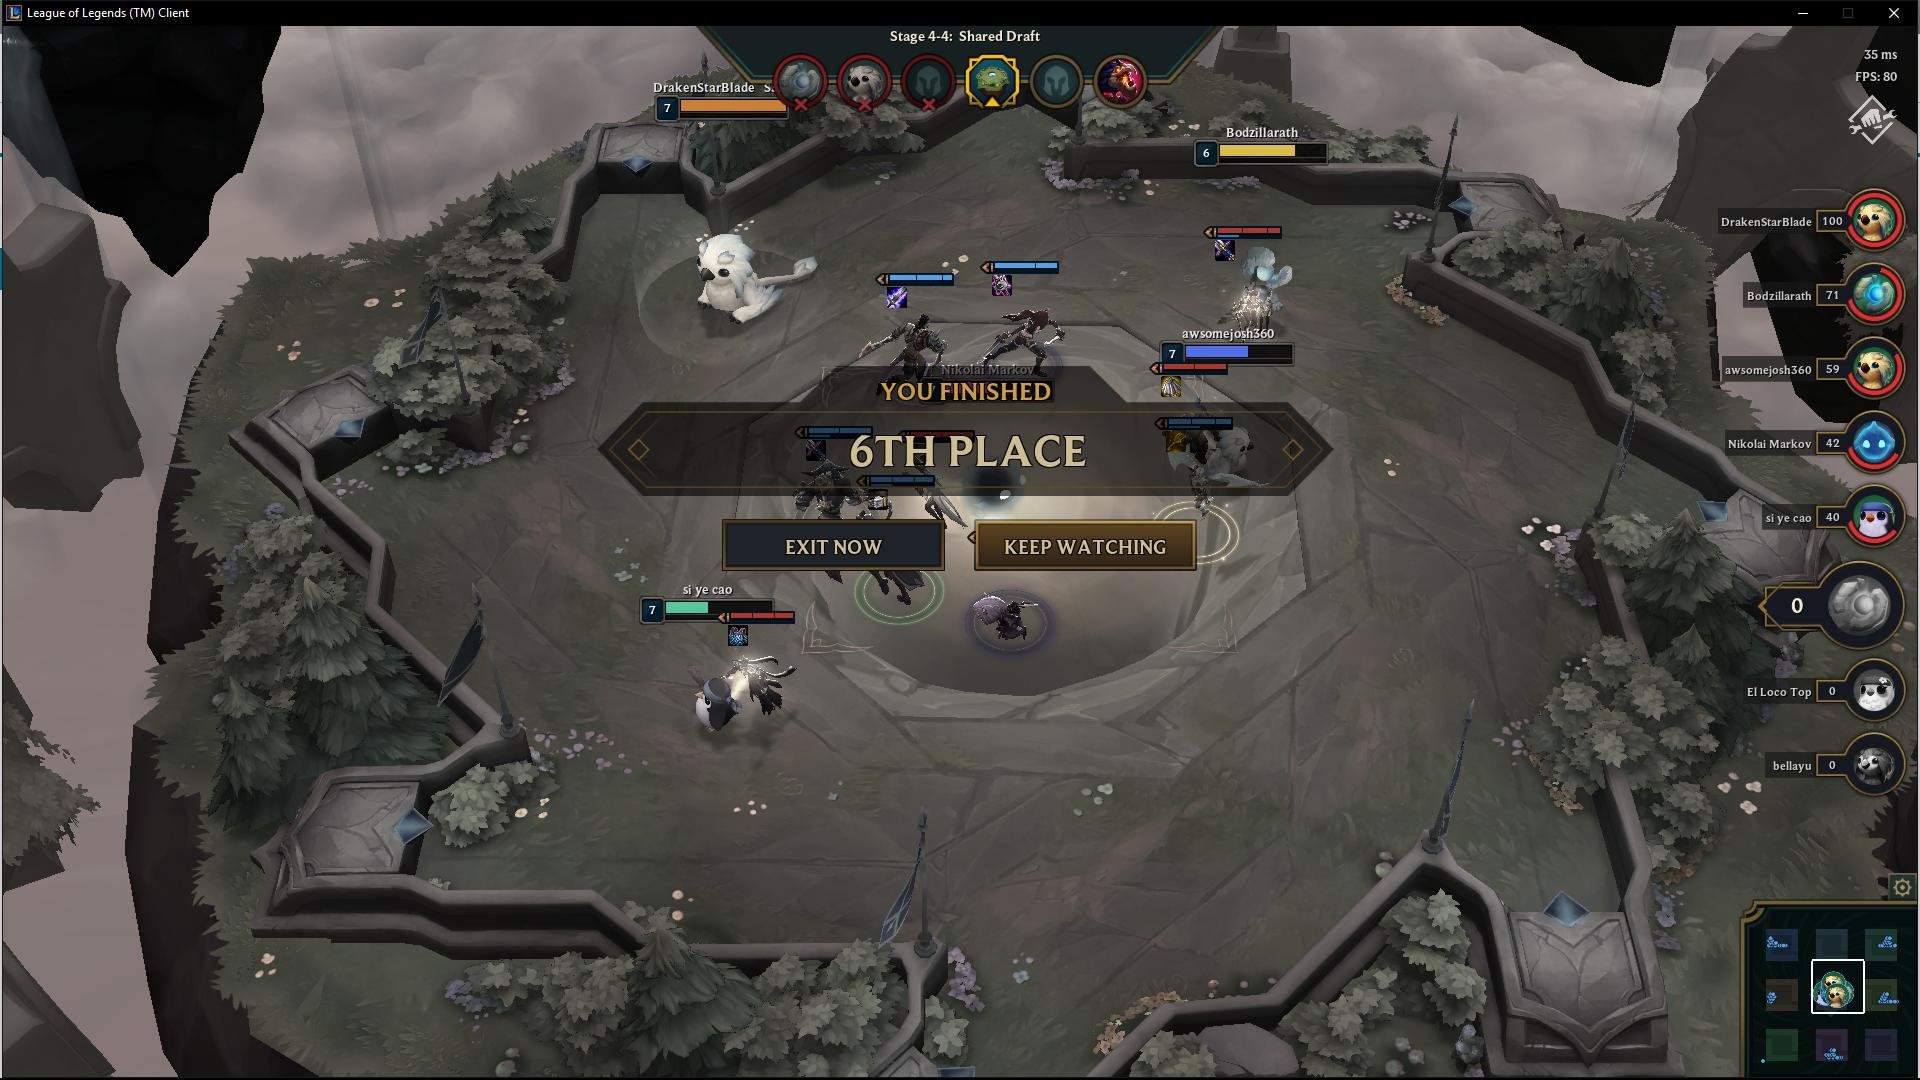 League of Legends (TM) Client
Stage 4-4: Shared Draft
35 ms
FPS: 80
DrakenStarBlade
7
Bodzillarath
6
DrakenStarBlade 100
Bodzillarath 71
awsomejosh360
7
awsomejosh360 59
Nikolai Markov
YOU FINISHED
6TH PLACE
Nikolai Markov 42
si ye cao 40
EXIT NOW
KEEP WATCHING
si ye cao
7
0
El Loco Top 0
bellayu 0